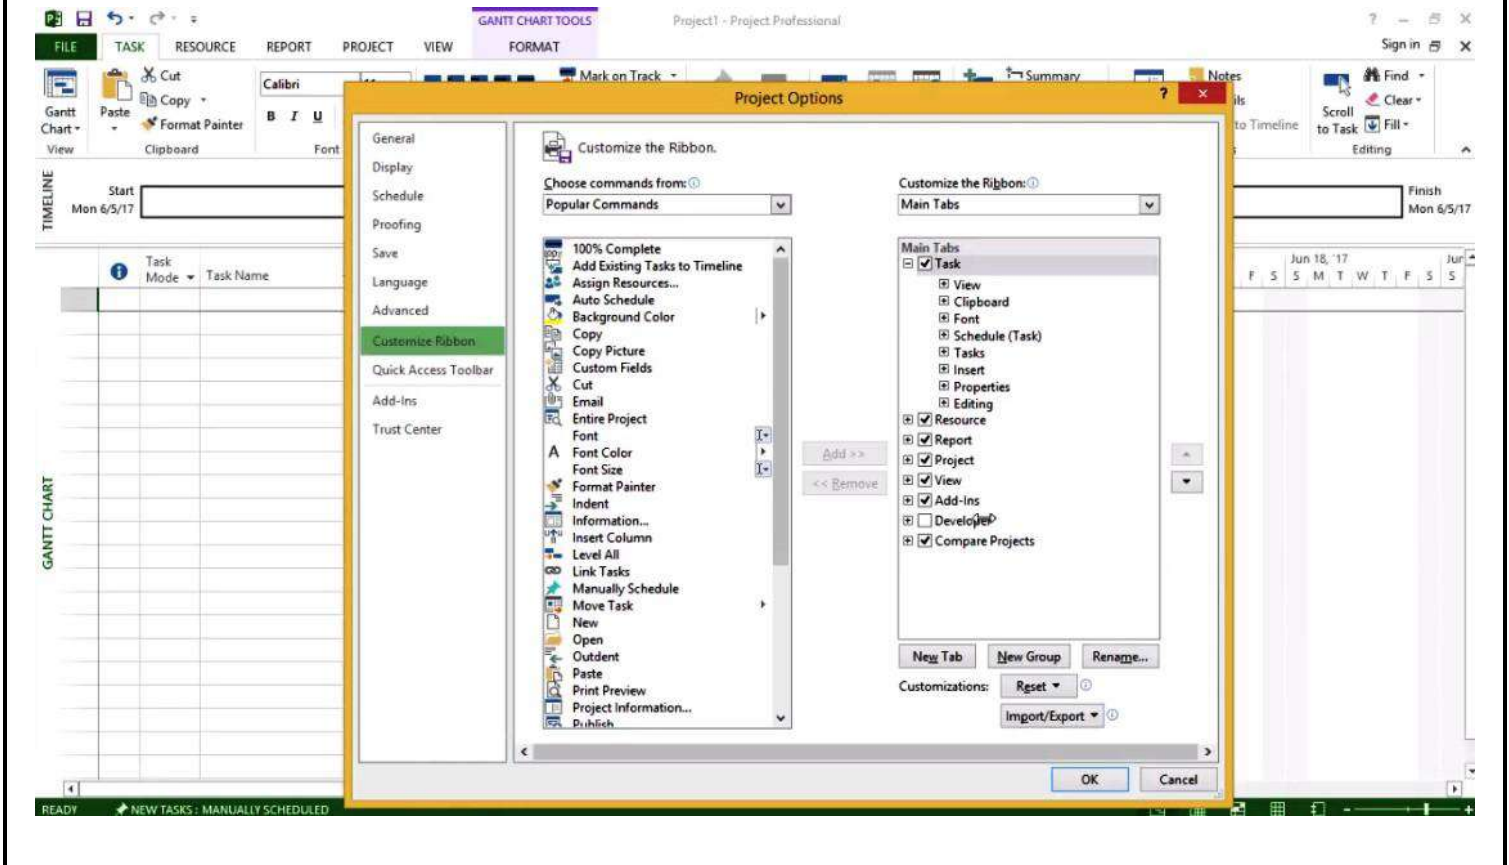 GANTT CHART TOOLS
Project1 - Project Professional
?
FILE TASK RESOURCE REPORT PROJECT VIEW FORMAT
Sign in
Gantt Chart
View
Paste
Cut
Copy
Format Painter
Clipboard
Calibri
11
B I U
Font
Mark on Track
Summary
Notes
ils
to Timeline
Scroll to Task
Find
Clear
Fill
Editing
TIMELINE
Start
Mon 6/5/17
Finish
Mon 6/5/17
Task Mode
Task Name
Jun 18, '17
Jun
F S S M T W T F S S
GANTT CHART
Project Options
?
General
Display
Schedule
Proofing
Save
Language
Advanced
Customize Ribbon
Quick Access Toolbar
Add-Ins
Trust Center
Customize the Ribbon.
Choose commands from:
Popular Commands
100% Complete
Add Existing Tasks to Timeline
Assign Resources...
Auto Schedule
Background Color
Copy
Copy Picture
Custom Fields
Cut
Email
Entire Project
Font
Font Color
Font Size
Format Painter
Indent
Information...
Insert Column
Level All
Link Tasks
Manually Schedule
Move Task
New
Open
Outdent
Paste
Print Preview
Project Information...
Publish
Add >>
<< Remove
Customize the Ribbon:
Main Tabs
Main Tabs
Task
View
Clipboard
Font
Schedule (Task)
Tasks
Insert
Properties
Editing
Resource
Report
Project
View
Add-Ins
Developer
Compare Projects
New Tab
New Group
Rename...
Customizations:
Reset
Import/Export
OK
Cancel
READY
NEW TASKS : MANUALLY SCHEDULED